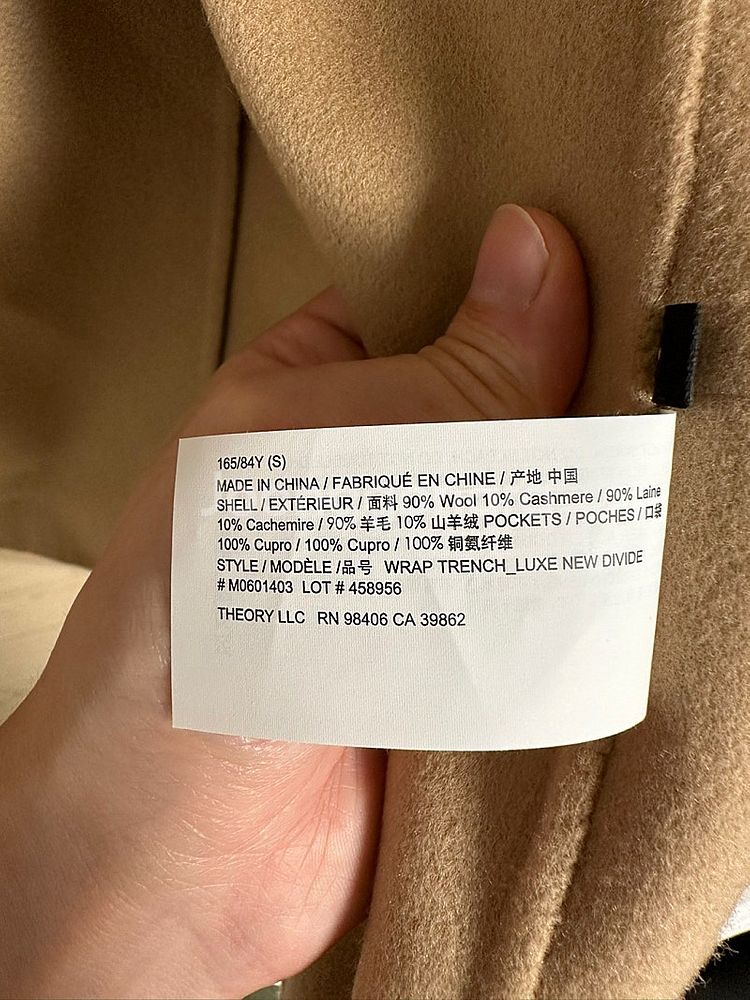 165/84Y (S)
MADE IN CHINA / FABRIQUÉ EN CHINE / 产地 中国
SHELL / EXTÉRIEUR / 面料 90% Wool 10% Cashmere / 90% Laine
10% Cachemire / 90% 羊毛 10% 山羊绒 POCKETS / POCHES / 口袋
100% Cupro / 100% Cupro / 100% 铜氨纤维
STYLE / MODÈLE /品号 WRAP TRENCH_LUXE NEW DIVIDE
# M0601403 LOT # 458956
THEORY LLC RN 98406 CA 39862